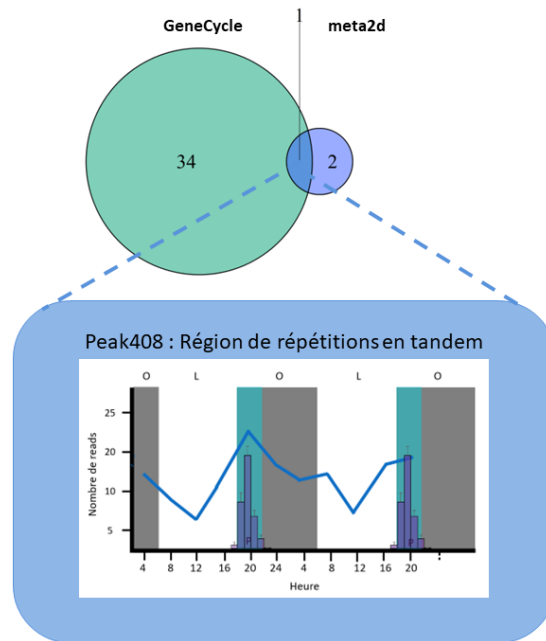 1
GeneCycle meta2d
34 2
Peak408 : Région de répétitions en tandem
O L O L O
Nombre de reads
25
20
10
5
P P
4 8 12 16 20 24 4 8 12 16 20 :
Heure